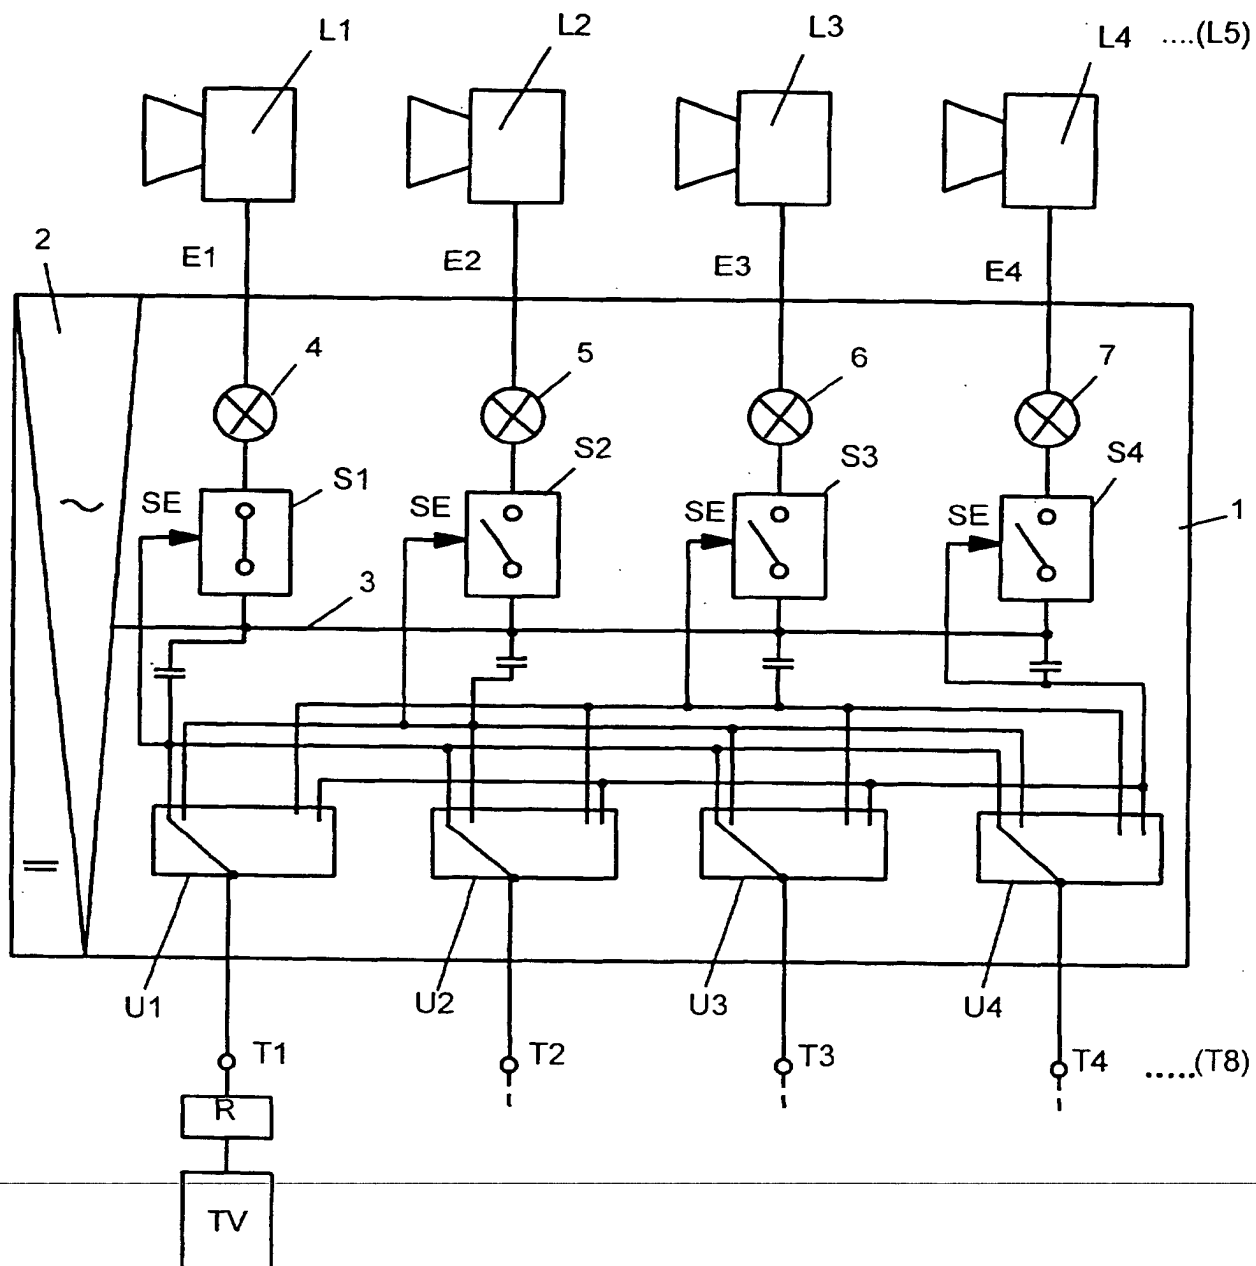 L1 L2 L3 L4 ....(L5)
E1 E2 E3 E4
2
4 5 6 7
S1 S2 S3 S4
SE SE SE SE
1
3
U1 U2 U3 U4
T1 T2 T3 T4 .....(T8)
R
TV